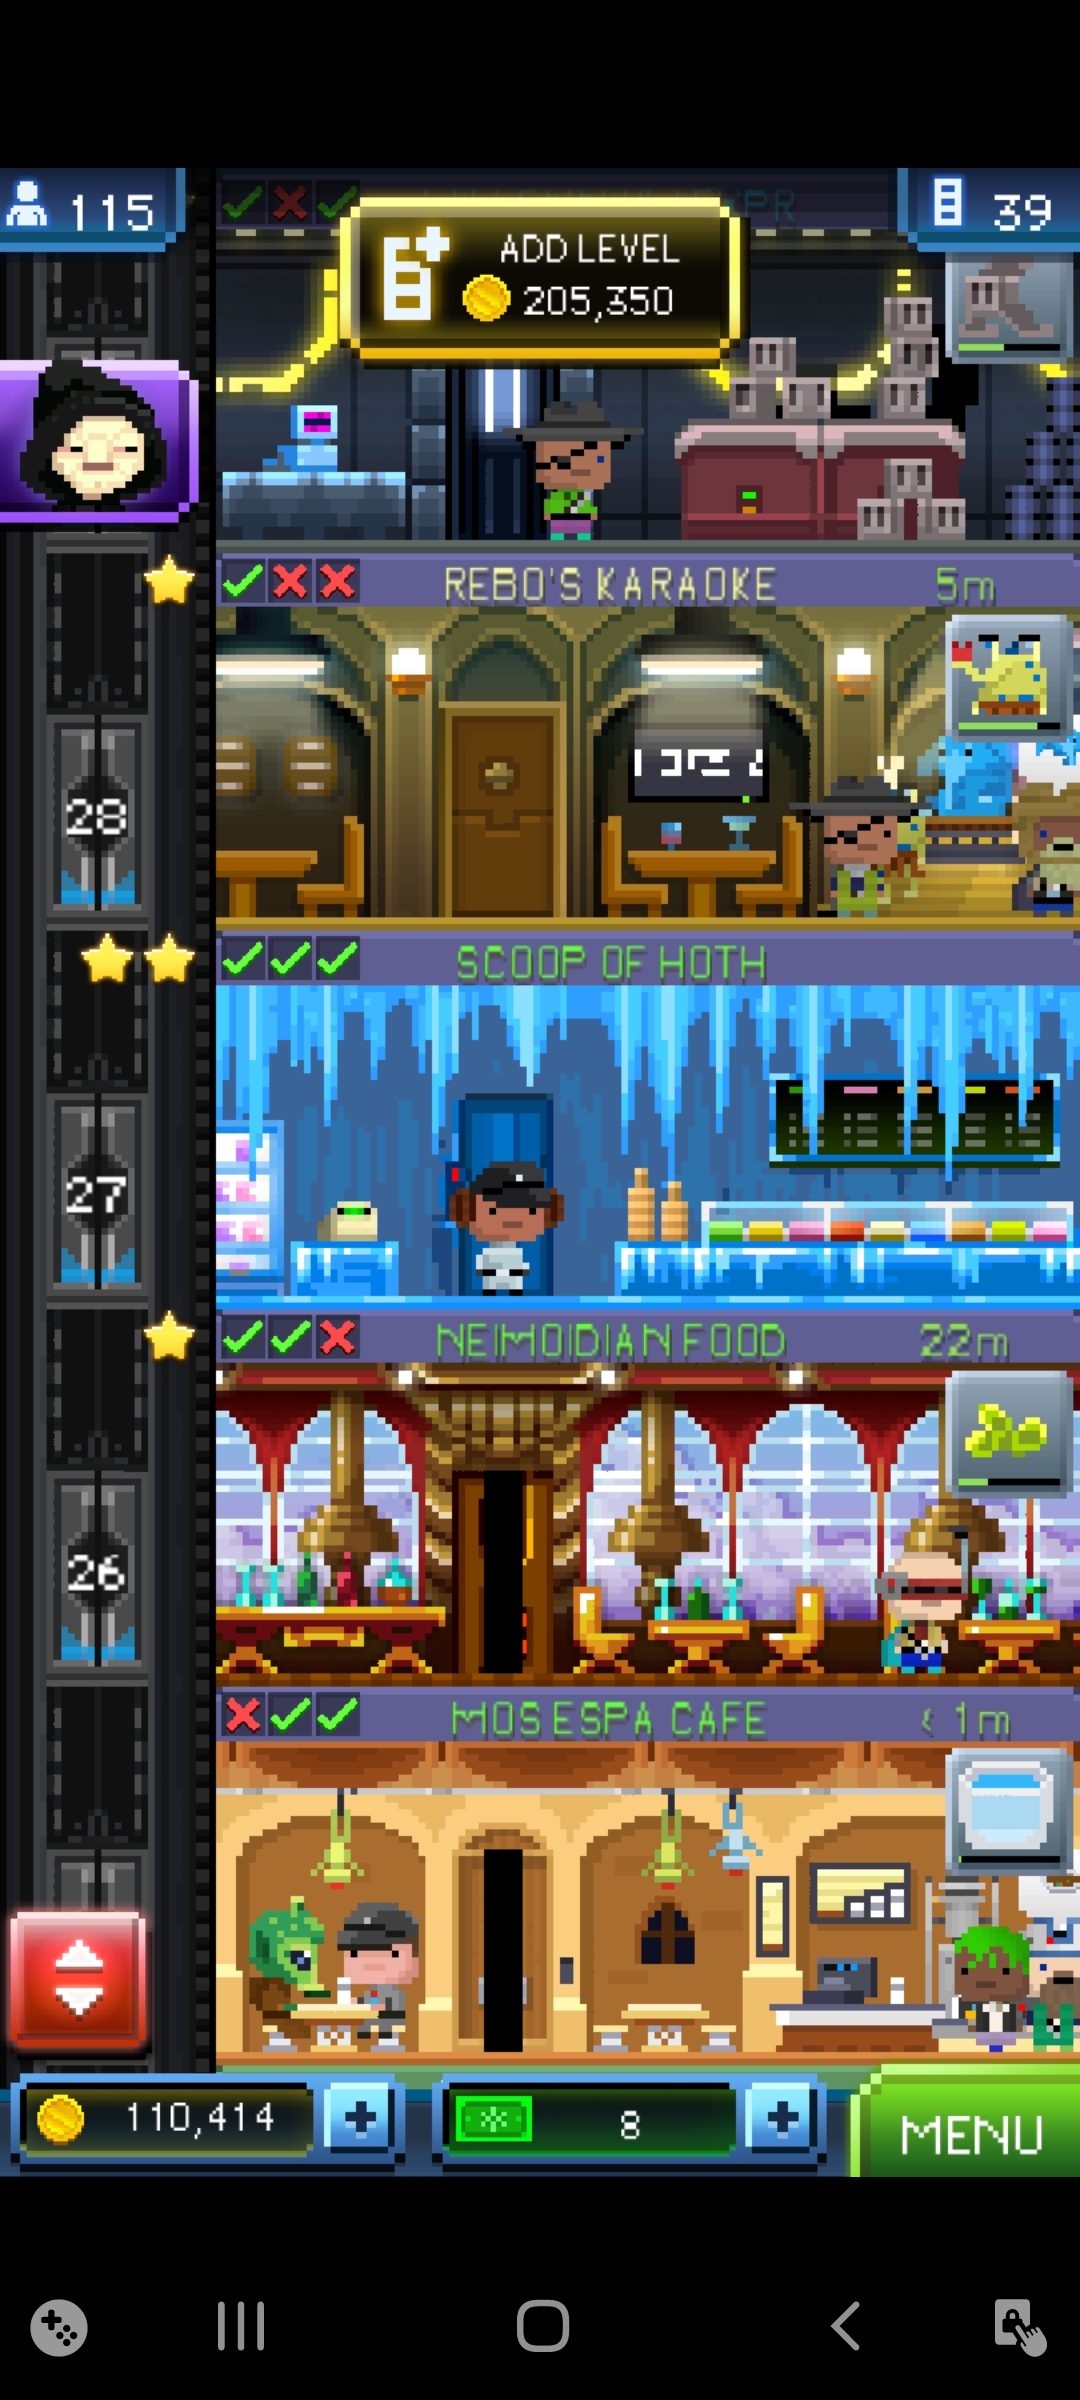 115
39
ADD LEVEL
205,350
REBO'S KARAOKE 5m
28
SCOOP OF HOTH
27
NEIMOIDIAN FOOD 22m
26
MOS ESPA CAFE < 1m
110,414
8
MENU